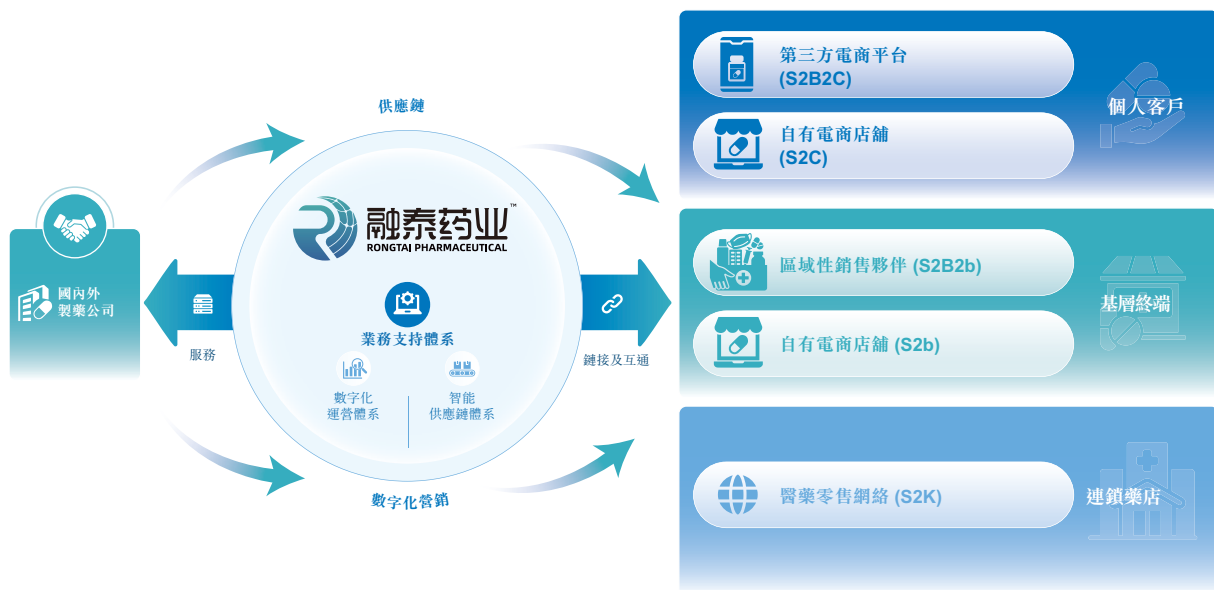 供應鏈
融泰药业™
RONGTAI PHARMACEUTICAL
國內外
製藥公司
服務
業務支持體系
數字化
運營體系
智能
供應鏈體系
鏈接及互通
數字化營銷
第三方電商平台
(S2B2C)
自有電商店舖
(S2C)
個人客戶
區域性銷售夥伴 (S2B2b)
自有電商店舖 (S2b)
基層終端
醫藥零售網絡 (S2K)
連鎖藥店